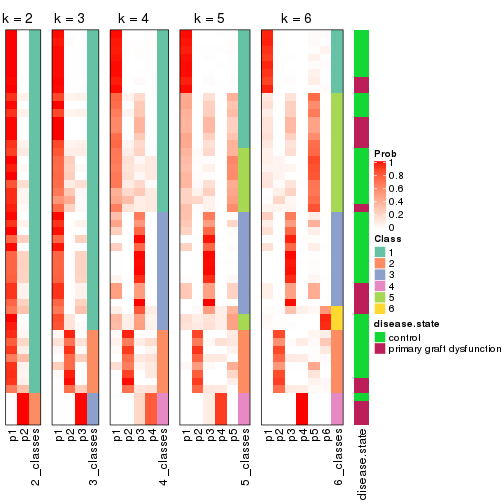 k = 2
k = 3
k = 4
k = 5
k = 6
Prob
1
0.8
0.6
0.4
0.2
0
Class
1
2
3
4
5
6
disease.state
control
primary graft dysfunction
p1
p2
2_classes
p1
p2
p3
3_classes
p1
p2
p3
p4
4_classes
p1
p2
p3
p4
p5
5_classes
p1
p2
p3
p4
p5
p6
6_classes
disease.state